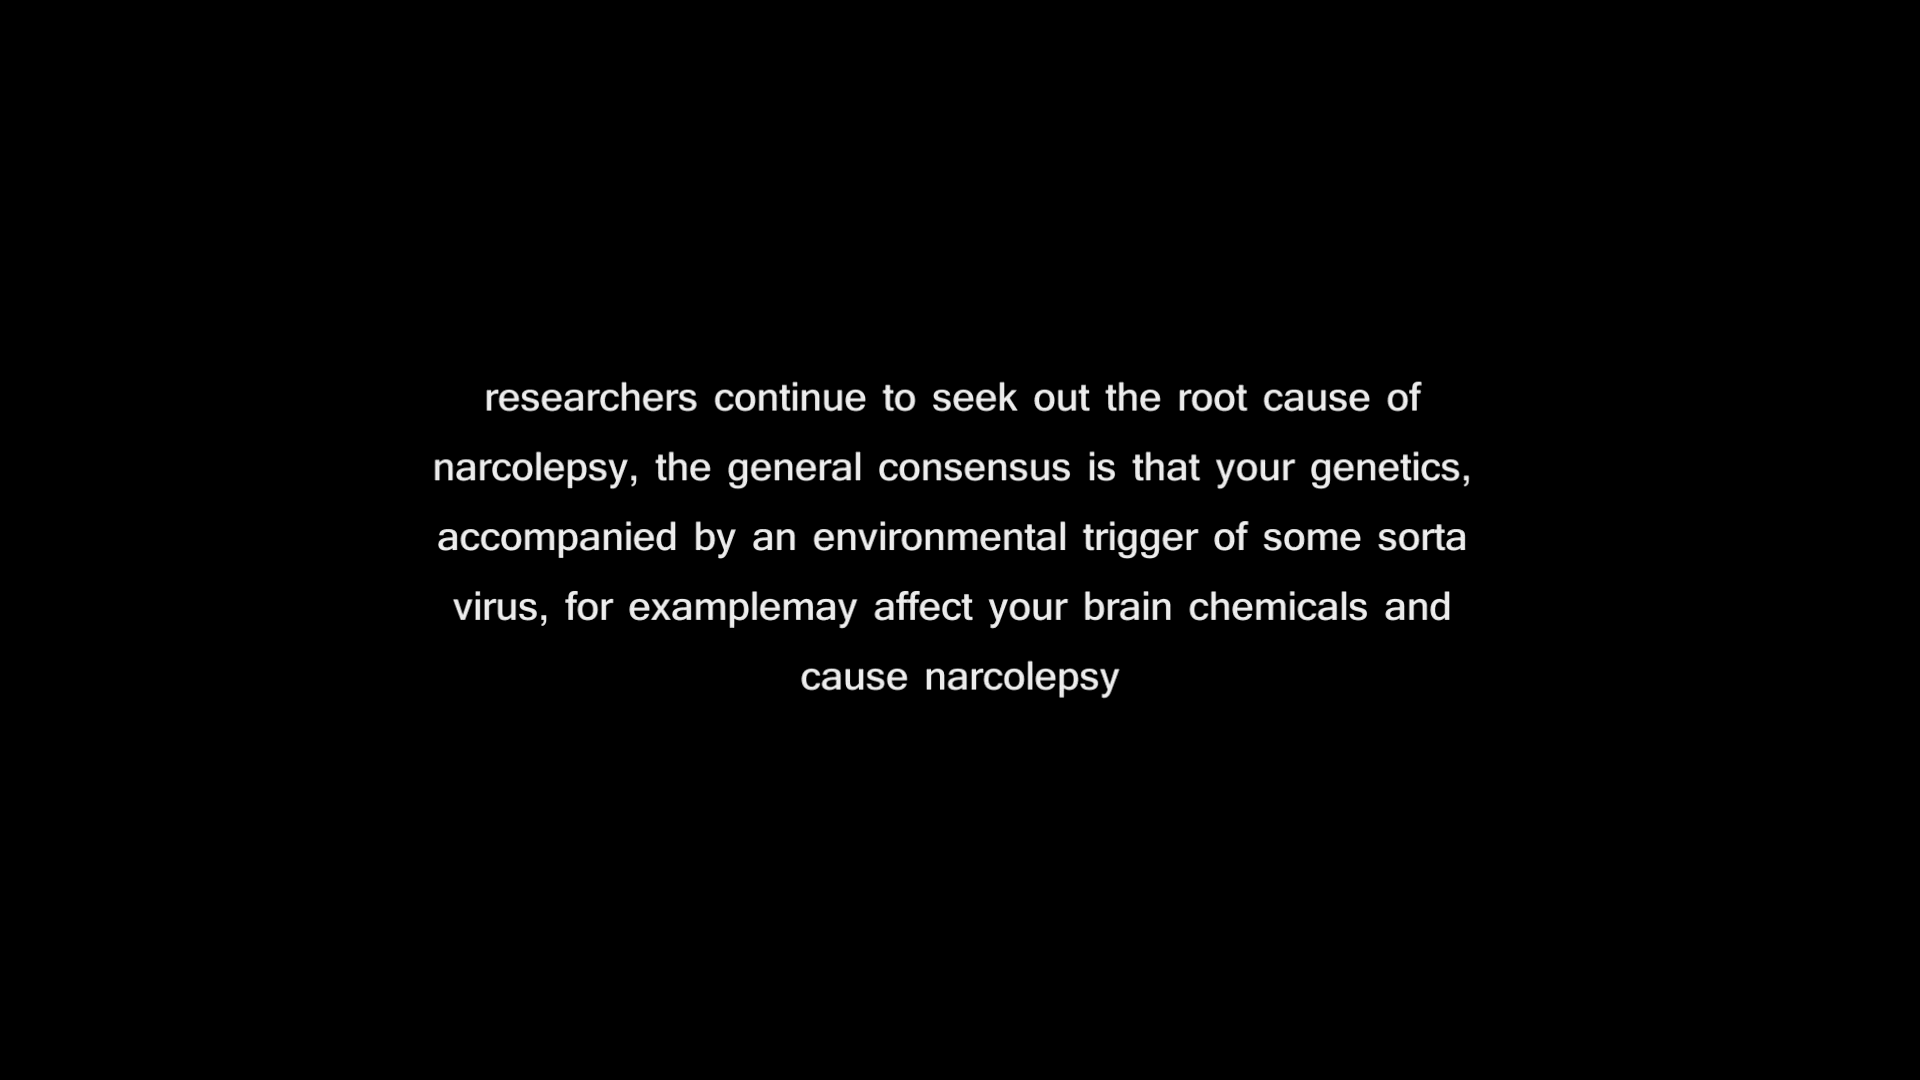 researchers continue to seek out the root cause of
narcolepsy, the general consensus is that your genetics,
accompanied by an environmental trigger of some sorta
virus, for examplemay affect your brain chemicals and
cause narcolepsy